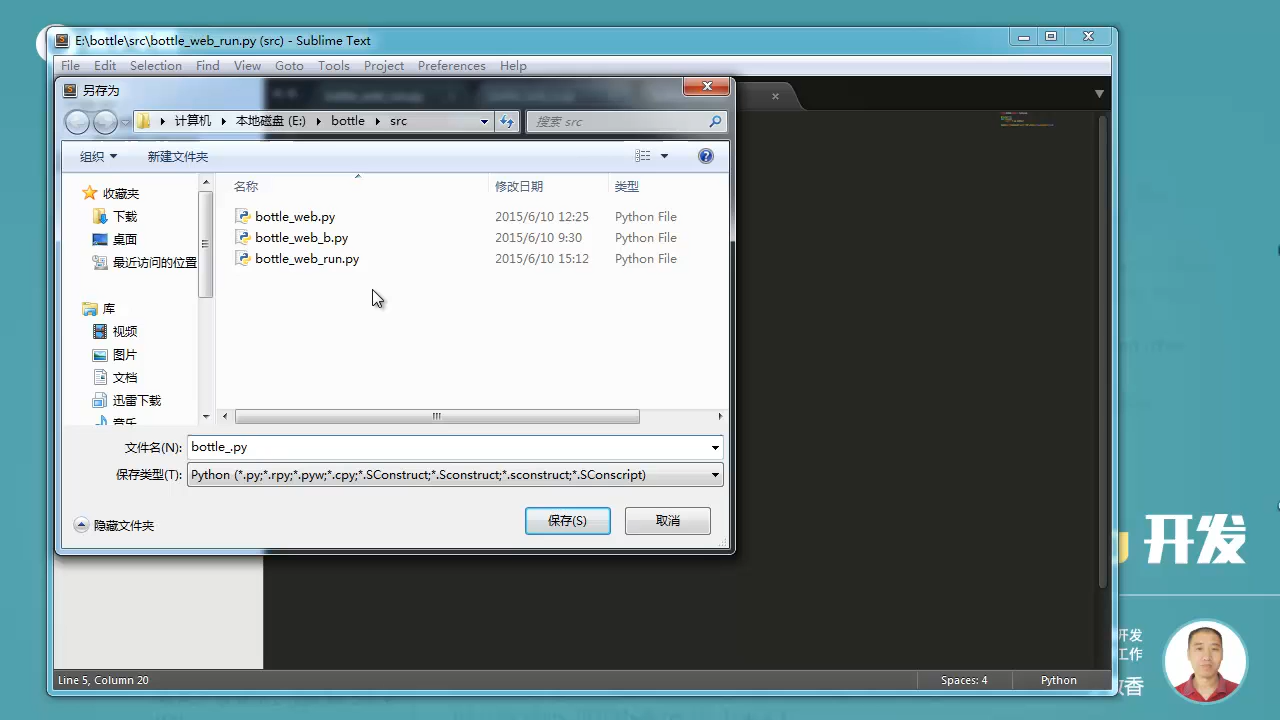 E:\bottle\src\bottle_web_run.py (src) - Sublime Text
File Edit Selection Find View Goto Tools Project Preferences Help
另存为
计算机 本地磁盘 (E:) bottle src
搜索 src
组织 新建文件夹
名称 修改日期 类型
收藏夹
下载
桌面
最近访问的位置
库
视频
图片
文档
迅雷下载
音乐
bottle_web.py 2015/6/10 12:25 Python File
bottle_web_b.py 2015/6/10 9:30 Python File
bottle_web_run.py 2015/6/10 15:12 Python File
文件名(N): bottle_.py
保存类型(T): Python (*.py;*.rpy;*.pyw;*.cpy;*.SConstruct;*.Sconstruct;*.sconstruct;*.SConscript)
隐藏文件夹
保存(S) 取消
开发
开发
工作
香
Line 5, Column 20 Spaces: 4 Python